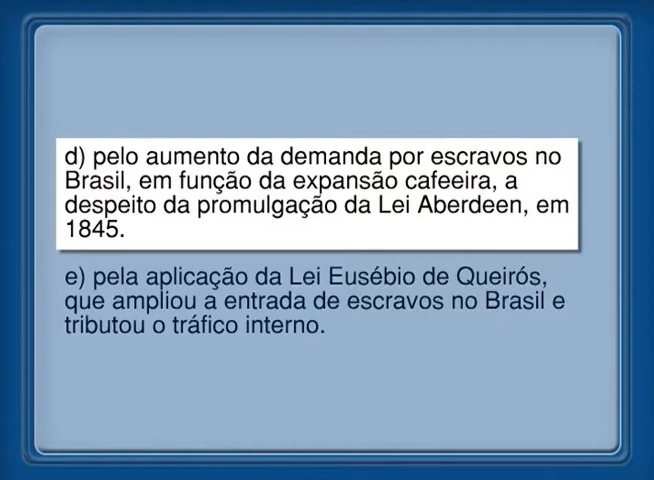 d) pelo aumento da demanda por escravos no
Brasil, em função da expansão cafeeira, a
despeito da promulgação da Lei Aberdeen, em
1845.
e) pela aplicação da Lei Eusébio de Queirós,
que ampliou a entrada de escravos no Brasil e
tributou o tráfico interno.